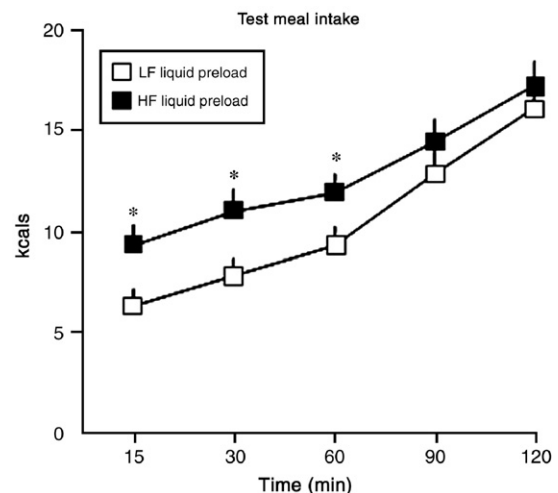 Test meal intake
20
LF liquid preload
HF liquid preload
15
*
*
*
10
kcals
5
0
15 30 60 90 120
Time (min)